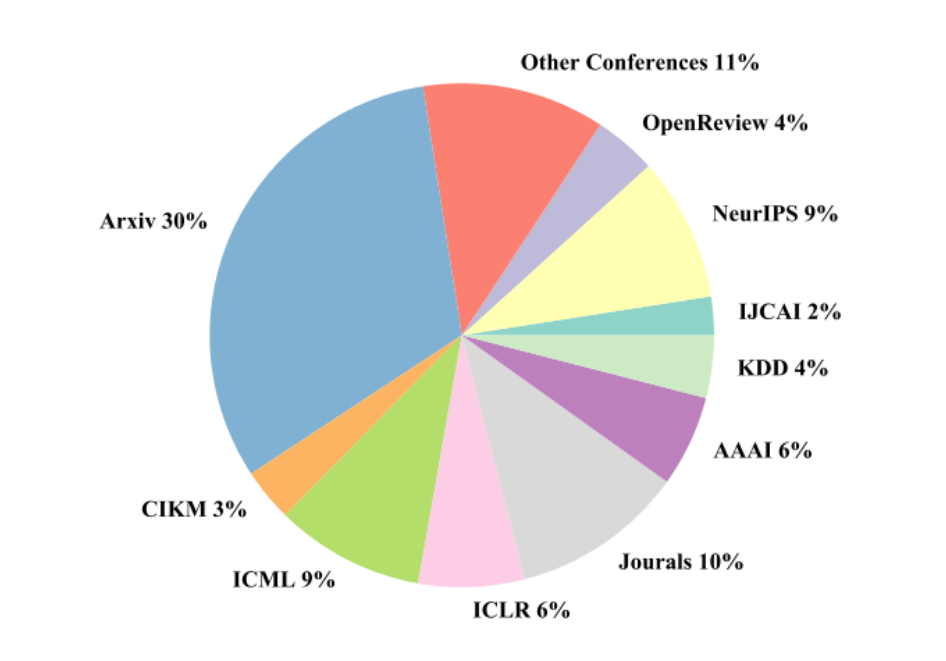 Other Conferences 11%
OpenReview 4%
NeurIPS 9%
Arxiv 30%
IJCAI 2%
KDD 4%
AAAI 6%
CIKM 3%
Jourals 10%
ICML 9%
ICLR 6%